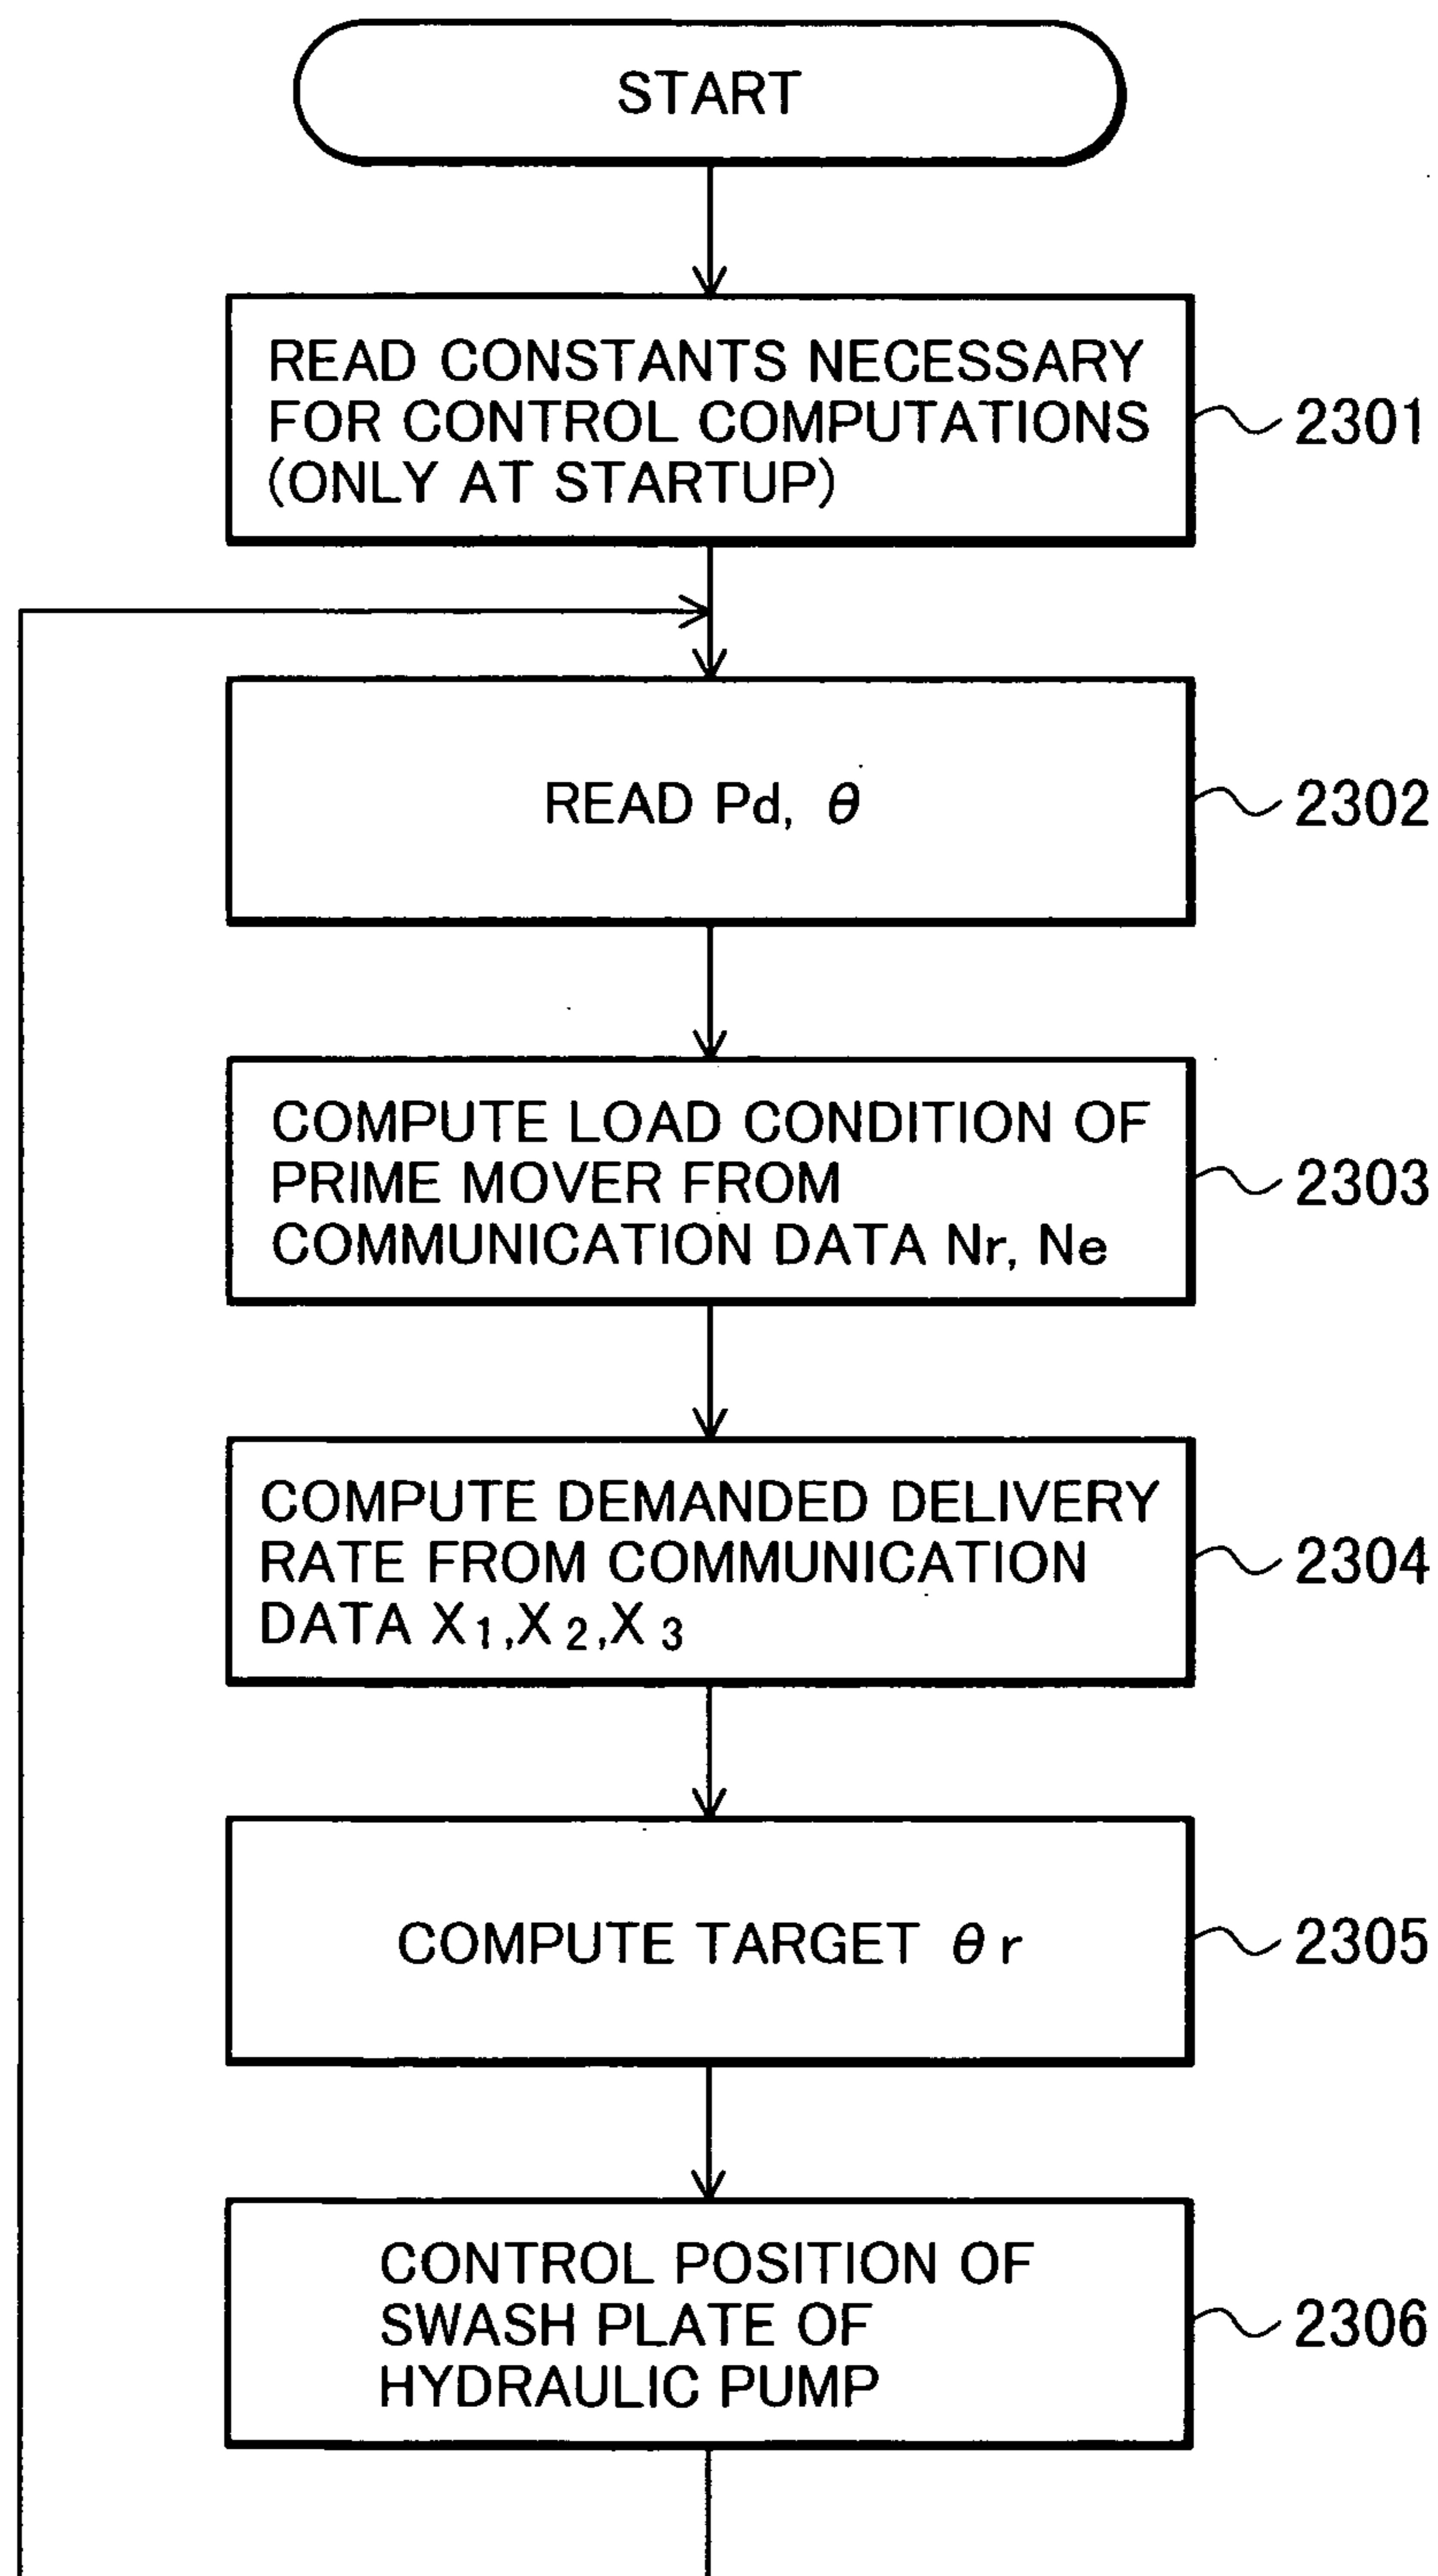 START
READ CONSTANTS NECESSARY
FOR CONTROL COMPUTATIONS
(ONLY AT STARTUP)
2301
READ Pd, θ
2302
COMPUTE LOAD CONDITION OF
PRIME MOVER FROM
COMMUNICATION DATA Nr, Ne
2303
COMPUTE DEMANDED DELIVERY
RATE FROM COMMUNICATION
DATA X₁,X₂,X₃
2304
COMPUTE TARGET θr
2305
CONTROL POSITION OF
SWASH PLATE OF
HYDRAULIC PUMP
2306